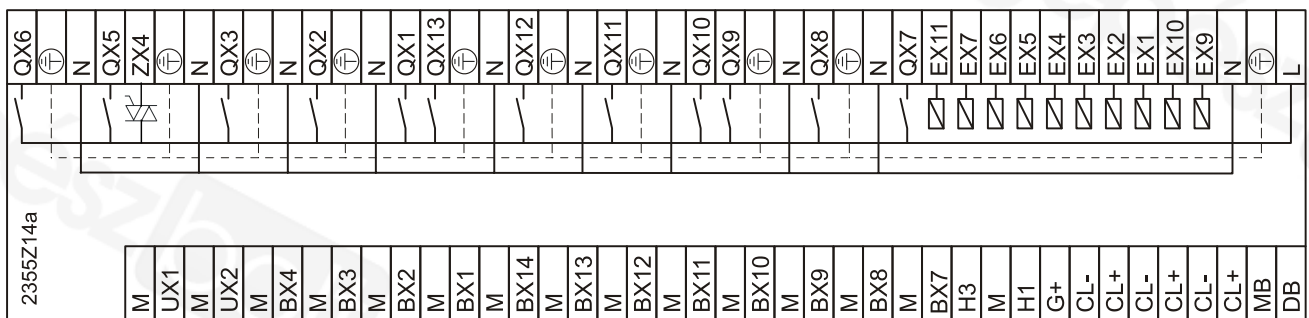 QX6 N QX5 ZX4 N QX3 N QX2 N QX1 QX13 N QX12 N QX11 N QX10 QX9 N QX8 N QX7 EX11 EX7 EX6 EX5 EX4 EX3 EX2 EX1 EX10 EX9 N L
2355Z14a
M UX1 M UX2 M BX4 M BX3 M BX2 M BX1 M BX14 M BX13 M BX12 M BX11 M BX10 M BX9 M BX8 M BX7 H3 M H1 G+ CL- CL+ CL- CL+ CL- CL+ MB DB